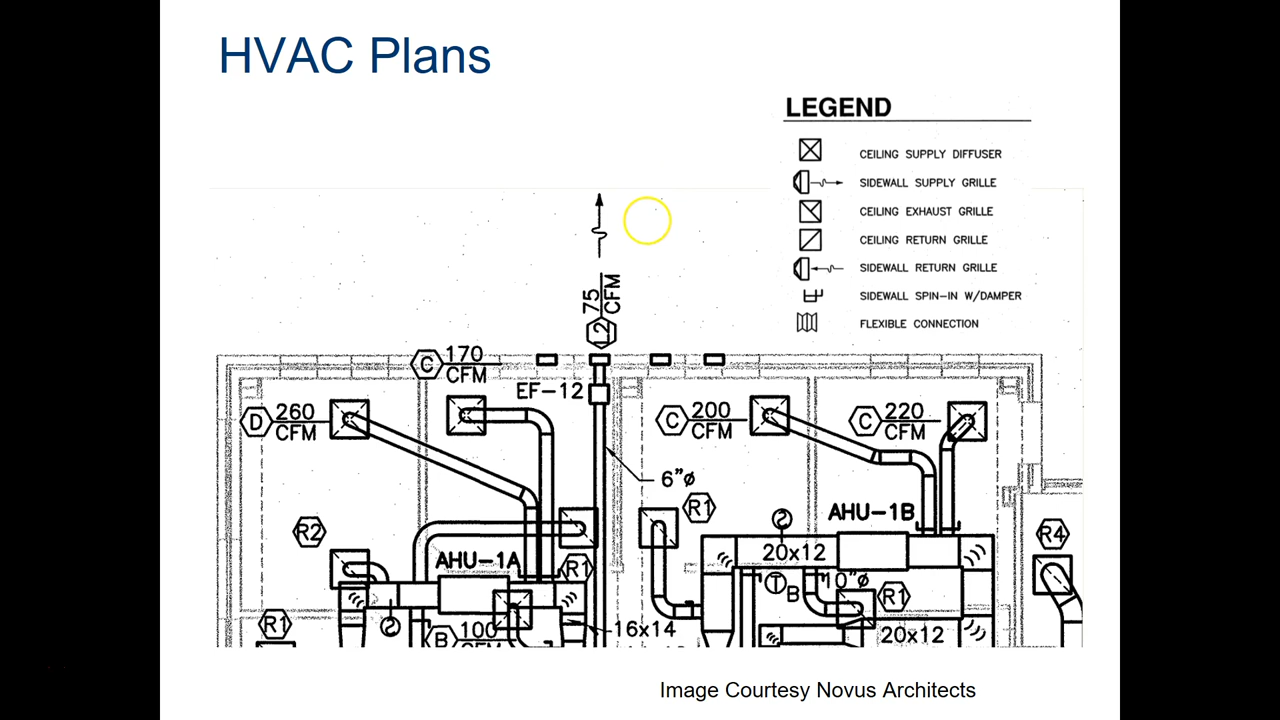 HVAC Plans
LEGEND
CEILING SUPPLY DIFFUSER
SIDEWALL SUPPLY GRILLE
CEILING EXHAUST GRILLE
CEILING RETURN GRILLE
SIDEWALL RETURN GRILLE
SIDEWALL SPIN-IN W/DAMPER
FLEXIBLE CONNECTION
75
CFM
L2
C 170
CFM
EF-12
D 260
CFM
C 200
CFM
C 220
CFM
6"ø
R1
R2
AHU-1B
R4
AHU-1A
R1
20x12
T B
10"ø
R1
R1
B 100
16x14
20x12
Image Courtesy Novus Architects